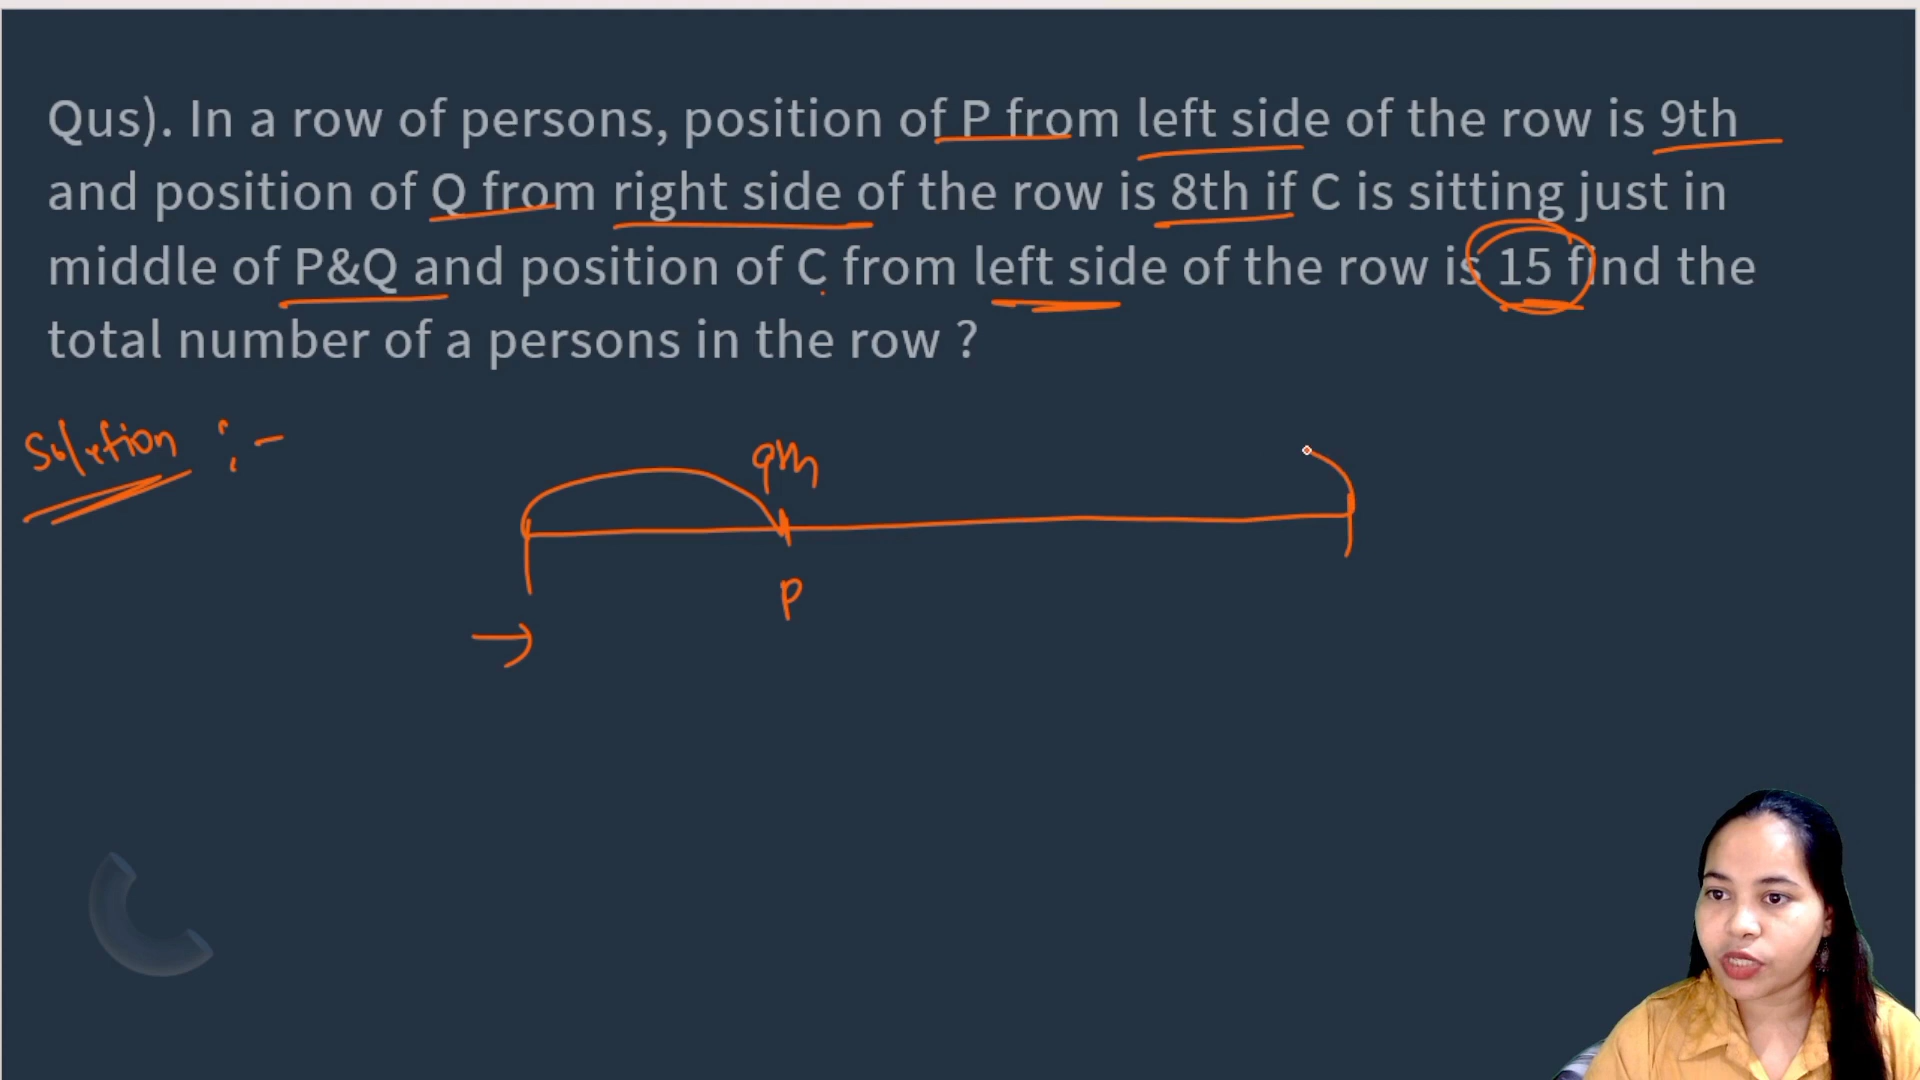 Qus). In a row of persons, position of P from left side of the row is 9th
and position of Q from right side of the row is 8th if C is sitting just in
middle of P&Q and position of C from left side of the row is 15 find the
total number of a persons in the row ?
Solution :-
9th
P